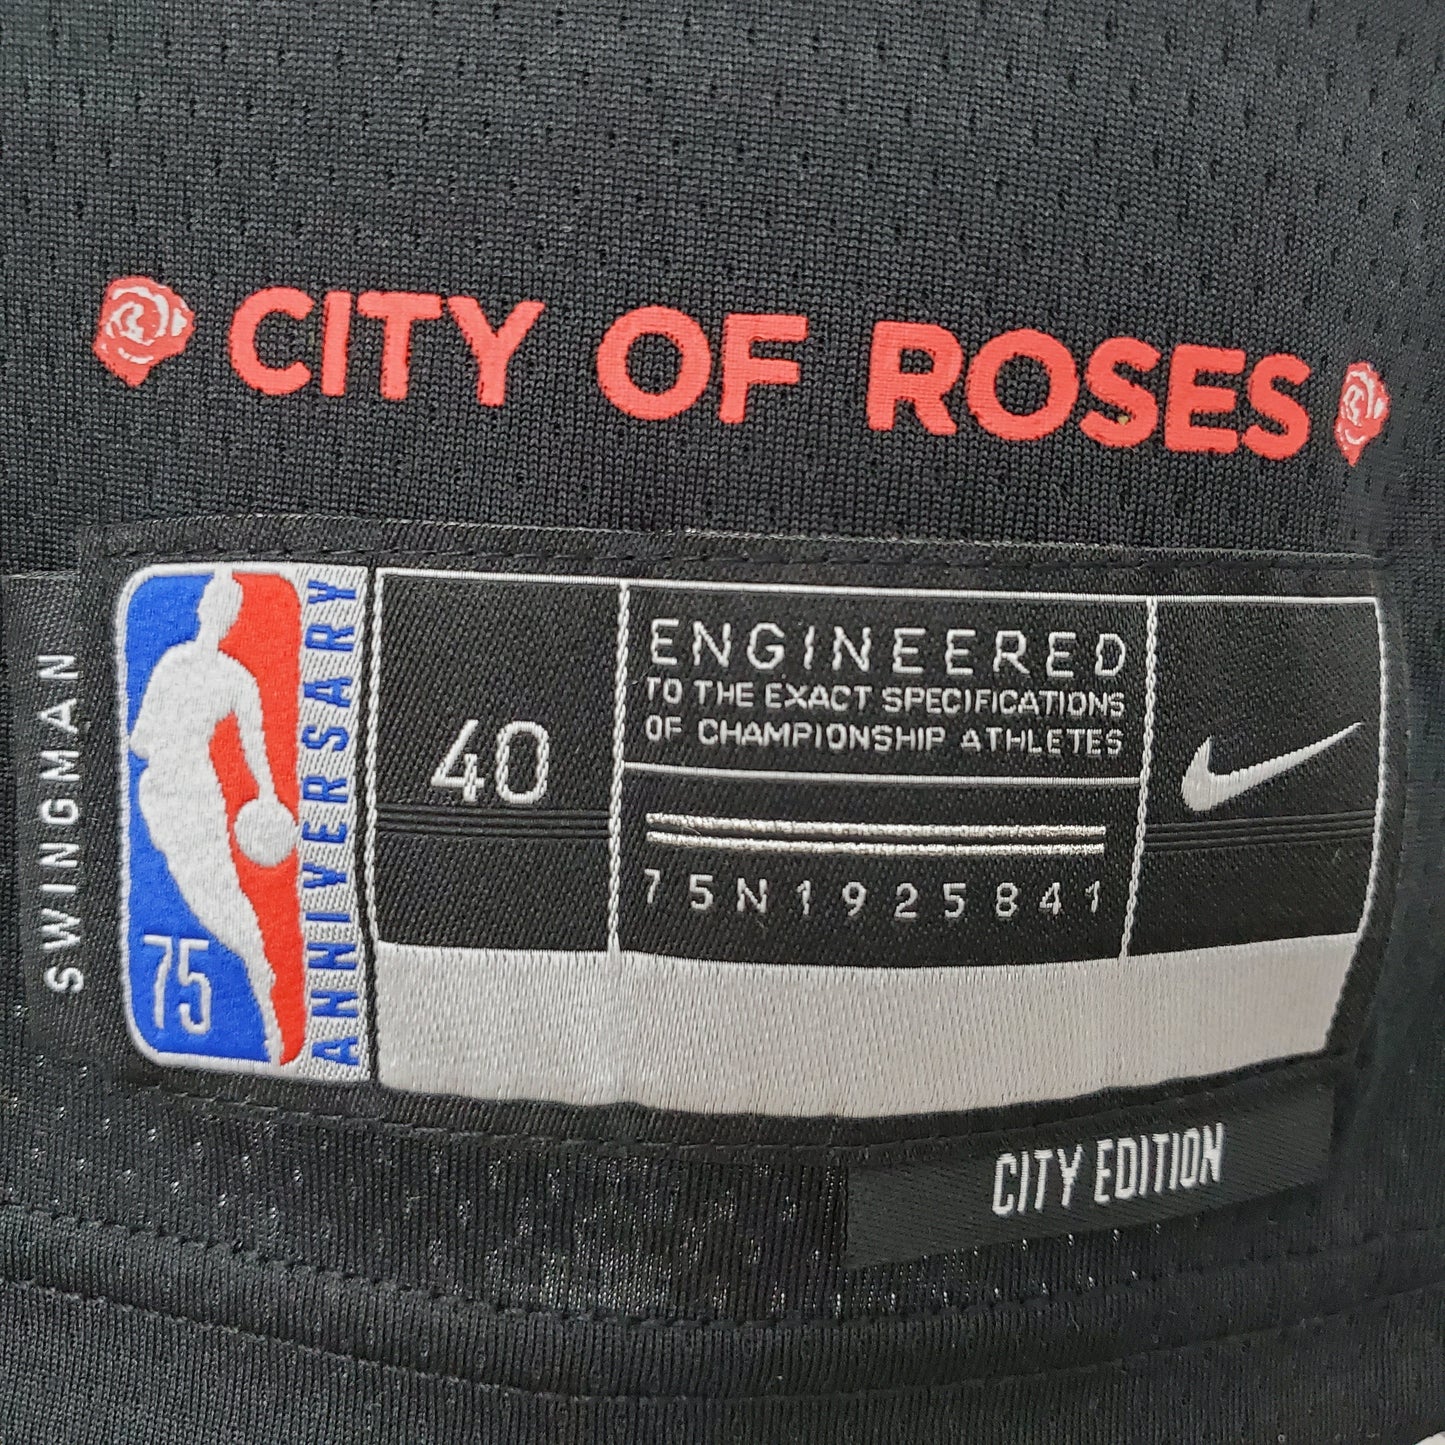 CITY OF ROSES
SWINGMAN
75
ANNIVERSARY
40
ENGINEERED
TO THE EXACT SPECIFICATIONS
OF CHAMPIONSHIP ATHLETES
75N1925841
CITY EDITION